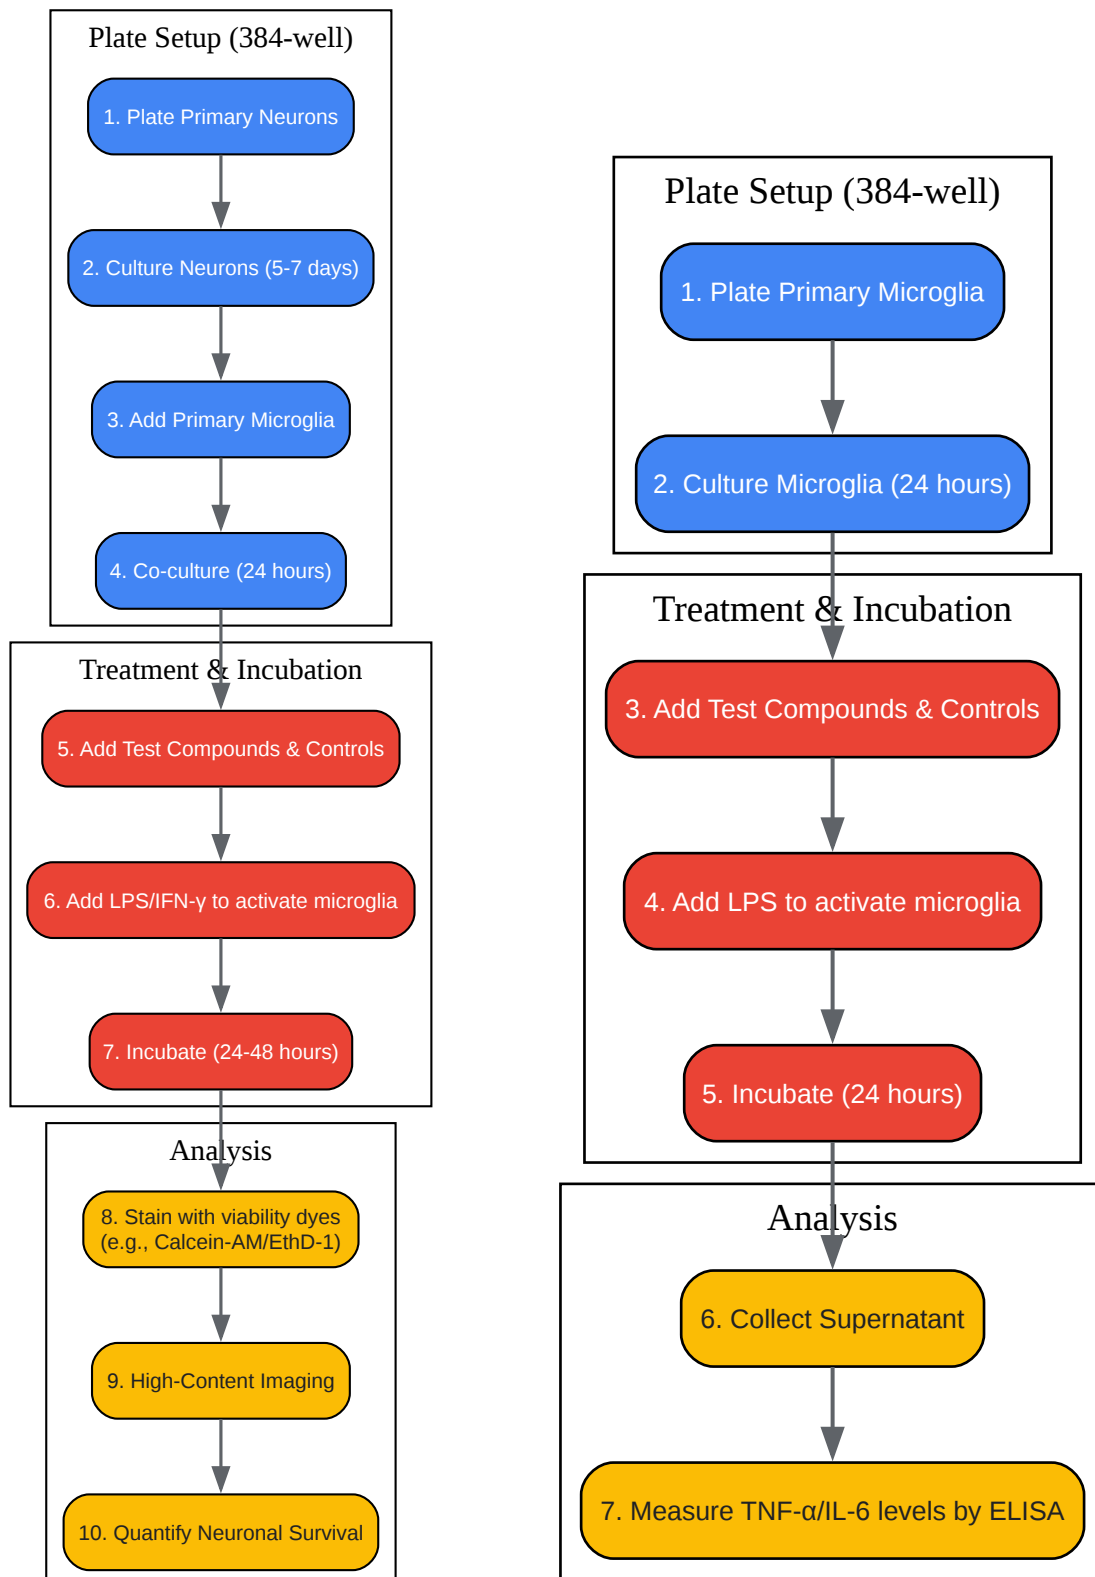 Plate Setup (384-well)
1. Plate Primary Neurons
2. Culture Neurons (5-7 days)
3. Add Primary Microglia
4. Co-culture (24 hours)
Treatment & Incubation
5. Add Test Compounds & Controls
6. Add LPS/IFN-γ to activate microglia
7. Incubate (24-48 hours)
Analysis
8. Stain with viability dyes
(e.g., Calcein-AM/EthD-1)
9. High-Content Imaging
10. Quantify Neuronal Survival
Plate Setup (384-well)
1. Plate Primary Microglia
2. Culture Microglia (24 hours)
Treatment & Incubation
3. Add Test Compounds & Controls
4. Add LPS to activate microglia
5. Incubate (24 hours)
Analysis
6. Collect Supernatant
7. Measure TNF-α/IL-6 levels by ELISA